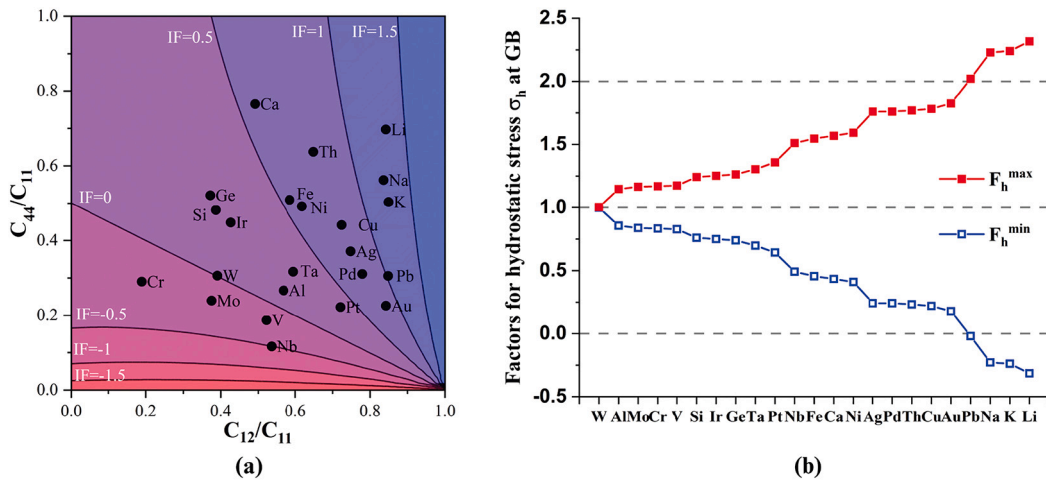 1.0
0.8
0.6
0.4
0.2
0.0
C44/C11
IF=0.5
IF=1
IF=1.5
Ca
Li
Th
Na
Ge
Fe
K
Si
Ni
Ir
Cu
IF=0
Ag
W
Ta
Pd
Pb
Cr
Al
Mo
Pt
Au
V
IF=-0.5
Nb
IF=-1
IF=-1.5
0.0 0.2 0.4 0.6 0.8 1.0
C12/C11
(a)
Factors for hydrostatic stress σh at GB
2.5
2.0
1.5
1.0
0.5
0.0
-0.5
Fh max
Fh min
W Al Mo Cr V Si Ir Ge Ta Pt Nb Fe Ca Ni Ag Pd Th Cu Au Pb Na K Li
(b)